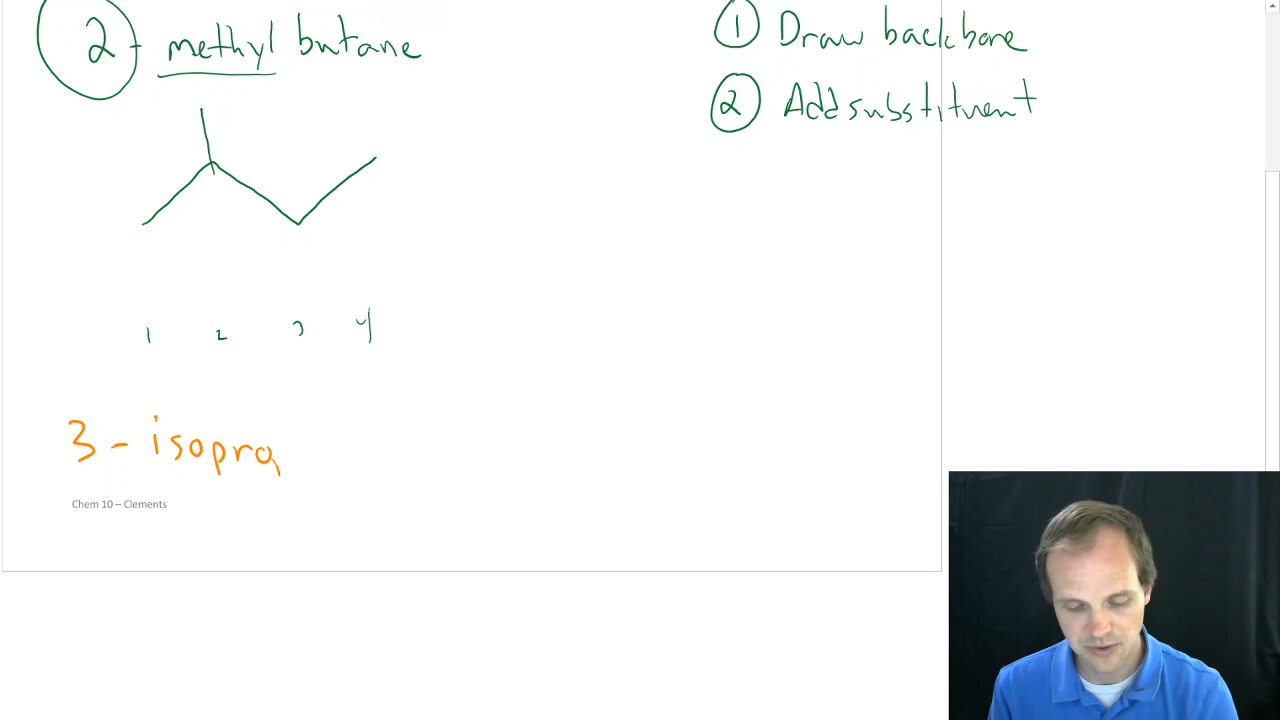 2 - methyl butane
① Draw backbone
② Add substituent
1 2 3 4
3 - isopro
Chem 10 – Clements